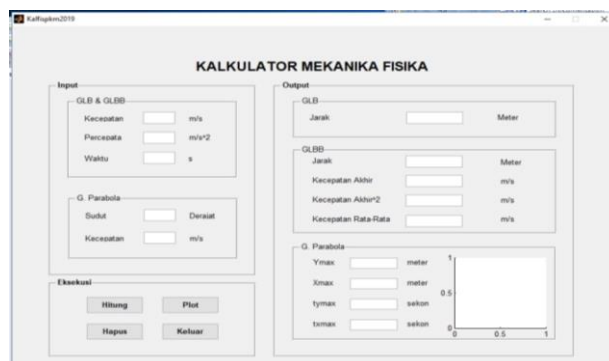 Kalfispkm2019
KALKULATOR MEKANIKA FISIKA
Input
GLB & GLBB
Kecepatan m/s
Percepata m/s^2
Waktu s
G. Parabola
Sudut Derajat
Kecepatan m/s
Eksekusi
Hitung Plot
Hapus Keluar
Output
GLB
Jarak Meter
GLBB
Jarak Meter
Kecepatan Akhir m/s
Kecepatan Akhir^2 m/s
Kecepatan Rata-Rata m/s
G. Parabola
Ymax meter
Xmax meter
tymax sekon
txmax sekon
1
0.5
0
0 0.5 1